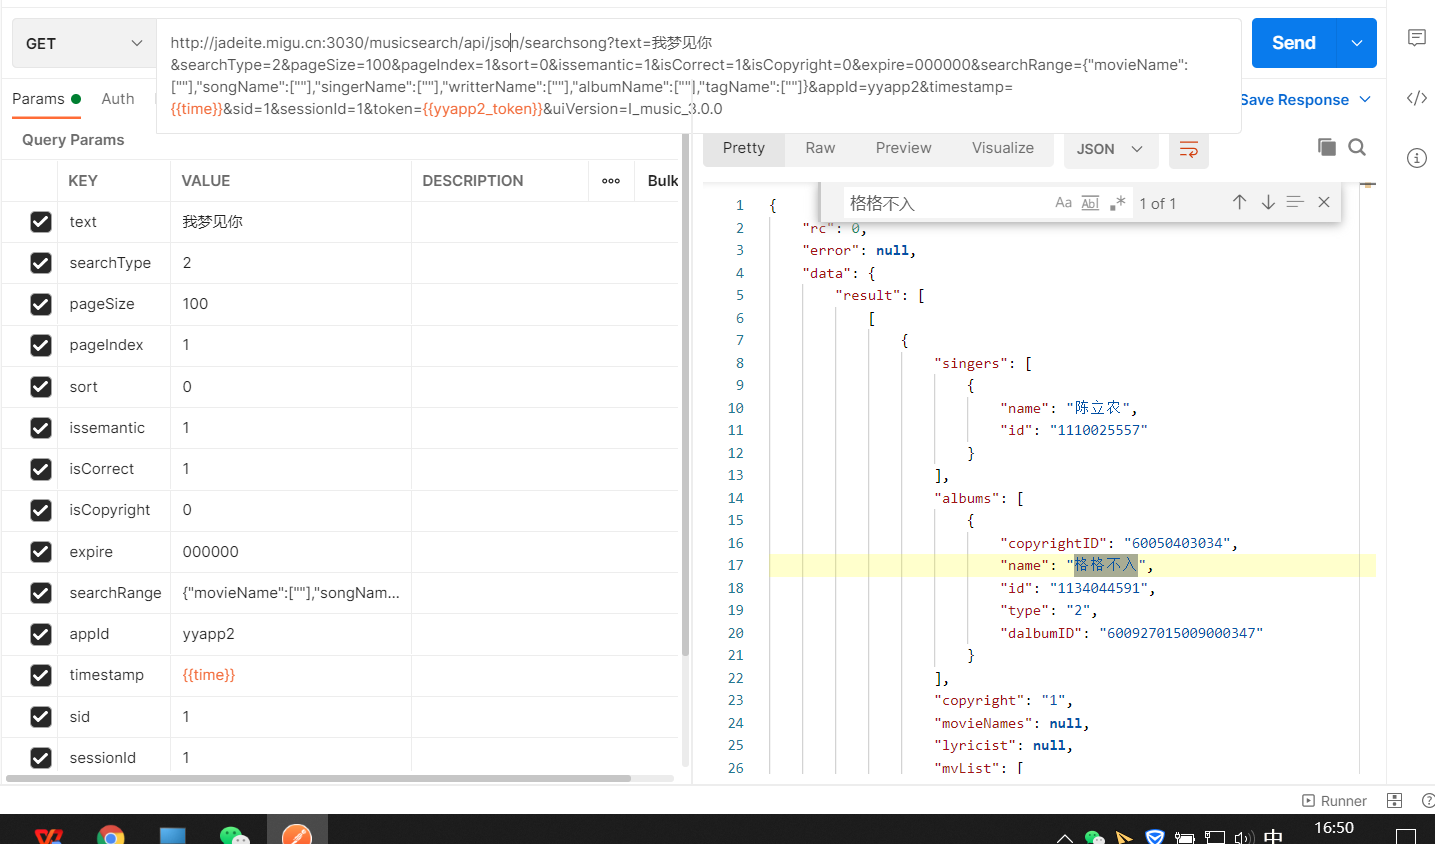 GET
http://jadeite.migu.cn:3030/musicsearch/api/json/searchsong?text=我梦见你
&searchType=2&pageSize=100&pageIndex=1&sort=0&issemantic=1&isCorrect=1&isCopyright=0&expire=000000&searchRange={"movieName":
[""],"songName":[""],"singerName":[""],"writterName":[""],"albumName":[""],"tagName":[""]}&appId=yyapp2&timestamp=
{{time}}&sid=1&sessionId=1&token={{yyapp2_token}}&uiVersion=I_music_3.0.0
Send
Params
Auth
Save Response
Query Params
Pretty
Raw
Preview
Visualize
JSON
KEY VALUE DESCRIPTION ooo Bulk
text 我梦见你
searchType 2
pageSize 100
pageIndex 1
sort 0
issemantic 1
isCorrect 1
isCopyright 0
expire 000000
searchRange {"movieName":[""],"songNam...
appId yyapp2
timestamp {{time}}
sid 1
sessionId 1
格格不入 Aa Abl .* 1 of 1
1 {
2 "rc": 0,
3 "error": null,
4 "data": {
5 "result": [
6 [
7 {
8 "singers": [
9 {
10 "name": "陈立农",
11 "id": "1110025557"
12 }
13 ],
14 "albums": [
15 {
16 "copyrightID": "60050403034",
17 "name": "格格不入",
18 "id": "1134044591",
19 "type": "2",
20 "dalbumID": "600927015009000347"
21 }
22 ],
23 "copyright": "1",
24 "movieNames": null,
25 "lyricist": null,
26 "mvList": [
Runner
中
16:50